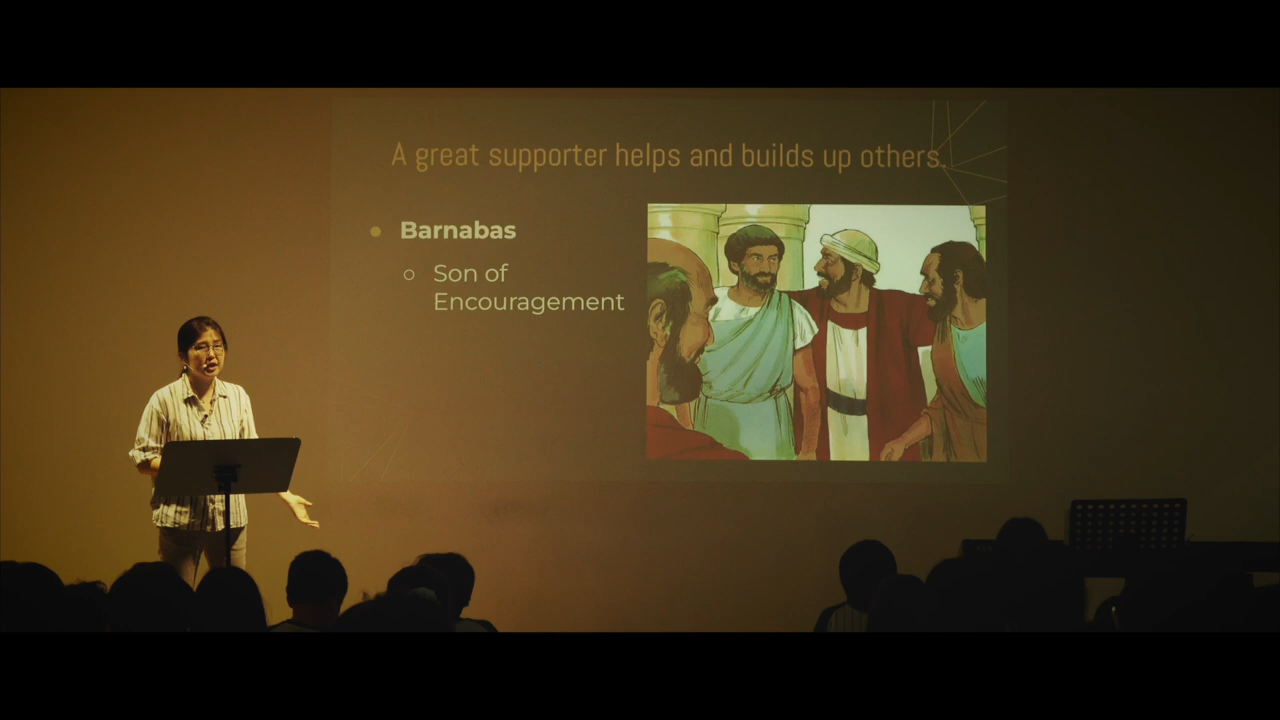 A great supporter helps and builds up others.
Barnabas
Son of
Encouragement